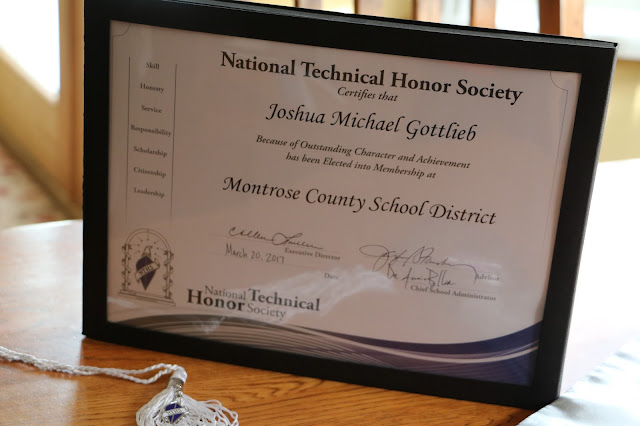 Skill
Honesty
Service
Responsibility
Scholarship
Citizenship
Leadership
National Technical Honor Society
Certifies that
Joshua Michael Gottlieb
Because of Outstanding Character and Achievement
has been Elected into Membership at
Montrose County School District
Executive Director
March 20, 2017
Date
Advisor
Chief School Administrator
NTHS
National Technical
Honor Society